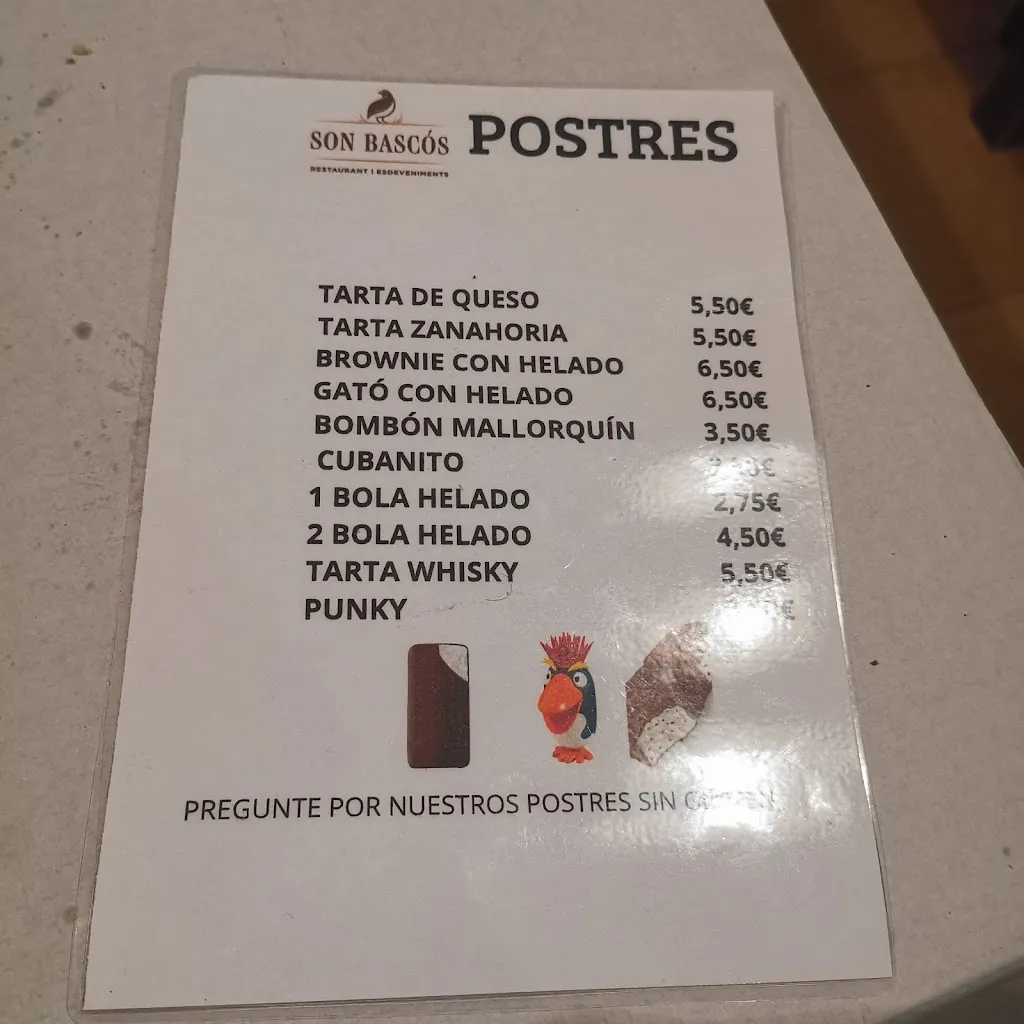 SON BASCÓS
RESTAURANT | ESDEVENIMENTS
POSTRES
TARTA DE QUESO 5,50€
TARTA ZANAHORIA 5,50€
BROWNIE CON HELADO 6,50€
GATÓ CON HELADO 6,50€
BOMBÓN MALLORQUÍN 3,50€
CUBANITO
1 BOLA HELADO 2,75€
2 BOLA HELADO 4,50€
TARTA WHISKY 5,50€
PUNKY
PREGUNTE POR NUESTROS POSTRES SIN